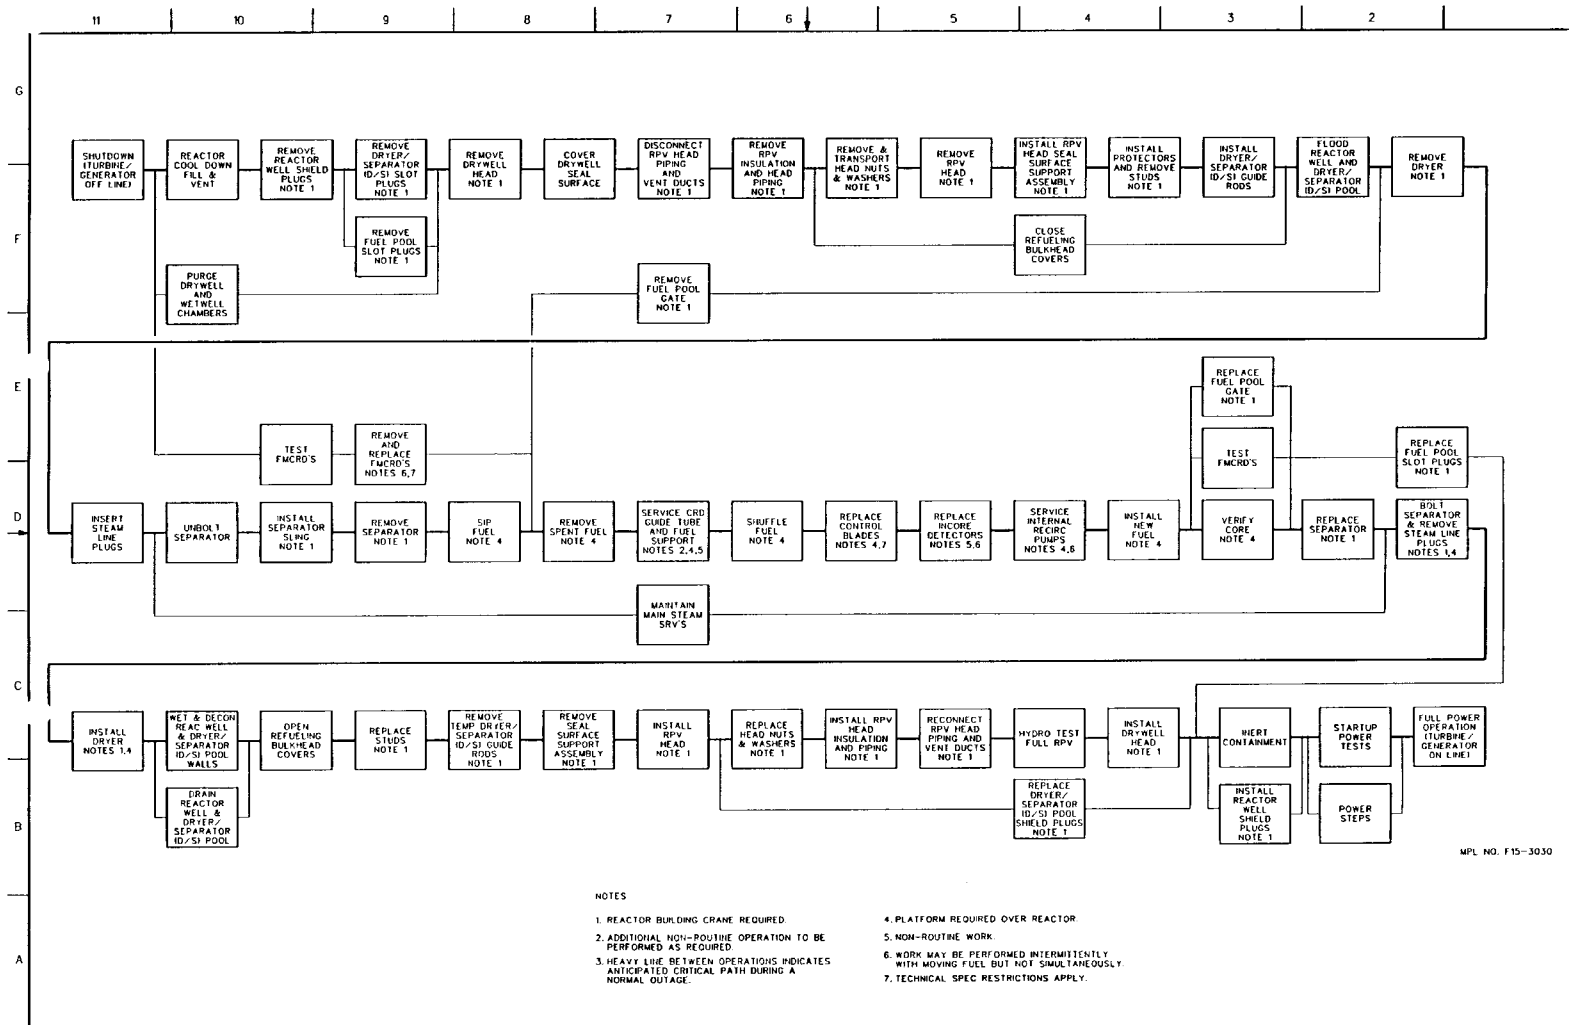 11 10 9 8 7 6 5 4 3 2
G
SHUTDOWN
(TURBINE/
GENERATOR
OFF LINE)
REACTOR
COOL DOWN
FILL &
VENT
REMOVE
REACTOR
WELL SHIELD
PLUGS
NOTE 1
REMOVE
DRYER/
SEPARATOR
(D/S) SLOT
PLUGS
NOTE 1
REMOVE
DRYWELL
HEAD
NOTE 1
COVER
DRYWELL
SEAL
SURFACE
DISCONNECT
RPV HEAD
PIPING
AND
VENT DUCTS
NOTE 1
REMOVE
RPV
INSULATION
AND HEAD
PIPING
NOTE 1
REMOVE &
TRANSPORT
HEAD NUTS
& WASHERS
NOTE 1
REMOVE
RPV
HEAD
NOTE 1
INSTALL RPV
HEAD SEAL
SURFACE
SUPPORT
ASSEMBLY
NOTE 1
INSTALL
PROTECTORS
AND REMOVE
STUDS
NOTE 1
INSTALL
DRYER/
SEPARATOR
(D/S) GUIDE
RODS
FLOOD
REACTOR
WELL AND
DRYER/
SEPARATOR
(D/S) POOL
REMOVE
DRYER
NOTE 1
F
REMOVE
FUEL POOL
SLOT PLUGS
NOTE 1
CLOSE
REFUELING
BULKHEAD
COVERS
PURGE
DRYWELL
AND
WETWELL
CHAMBERS
REMOVE
FUEL POOL
GATE
NOTE 1
E
REPLACE
FUEL POOL
GATE
NOTE 1
TEST
FMCRD'S
REMOVE
AND
REPLACE
FMCRD'S
NOTES 6,7
TEST
FMCRD'S
REPLACE
FUEL POOL
SLOT PLUGS
NOTE 1
D
INSERT
STEAM
LINE
PLUGS
UNBOLT
SEPARATOR
INSTALL
SEPARATOR
SLING
NOTE 1
REMOVE
SEPARATOR
NOTE 1
SIP
FUEL
NOTE 4
REMOVE
SPENT FUEL
NOTE 4
SERVICE CRD
GUIDE TUBE
AND FUEL
SUPPORT
NOTES 2,4,5
SHUFFLE
FUEL
NOTE 4
REPLACE
CONTROL
BLADES
NOTES 4,7
REPLACE
INCORE
DETECTORS
NOTES 5,6
SERVICE
INTERNAL
RECIRC
PUMPS
NOTES 4,6
INSTALL
NEW
FUEL
NOTE 4
VERIFY
CORE
NOTE 4
REPLACE
SEPARATOR
NOTE 1
BOLT
SEPARATOR
& REMOVE
STEAM LINE
PLUGS
NOTES 1,4
MAINTAIN
MAIN STEAM
SRV'S
C
INSTALL
DRYER
NOTES 1,4
WET & DECON
REAC WELL
& DRYER/
SEPARATOR
(D/S) POOL
WALLS
OPEN
REFUELING
BULKHEAD
COVERS
REPLACE
STUDS
NOTE 1
REMOVE
TEMP DRYER/
SEPARATOR
(D/S) GUIDE
RODS
NOTE 1
REMOVE
SEAL
SURFACE
SUPPORT
ASSEMBLY
NOTE 1
INSTALL
RPV
HEAD
NOTE 1
REPLACE
HEAD NUTS
& WASHERS
NOTE 1
INSTALL RPV
HEAD
INSULATION
AND PIPING
NOTE 1
RECONNECT
RPV HEAD
PIPING AND
VENT DUCTS
NOTE 1
HYDRO TEST
FULL RPV
INSTALL
DRYWELL
HEAD
NOTE 1
INERT
CONTAINMENT
STARTUP
POWER
TESTS
FULL POWER
OPERATION
(TURBINE/
GENERATOR
ON LINE)
B
DRAIN
REACTOR
WELL &
DRYER/
SEPARATOR
(D/S) POOL
REPLACE
DRYER/
SEPARATOR
(D/S) POOL
SHIELD PLUGS
NOTE 1
INSTALL
REACTOR
WELL
SHIELD
PLUGS
NOTE 1
POWER
STEPS
MPL NO. F15-3030
A
NOTES
1. REACTOR BUILDING CRANE REQUIRED.
2. ADDITIONAL NON-ROUTINE OPERATION TO BE
PERFORMED AS REQUIRED.
3. HEAVY LINE BETWEEN OPERATIONS INDICATES
ANTICIPATED CRITICAL PATH DURING A
NORMAL OUTAGE.
4. PLATFORM REQUIRED OVER REACTOR.
5. NON-ROUTINE WORK.
6. WORK MAY BE PERFORMED INTERMITTENTLY
WITH MOVING FUEL BUT NOT SIMULTANEOUSLY.
7. TECHNICAL SPEC RESTRICTIONS APPLY.